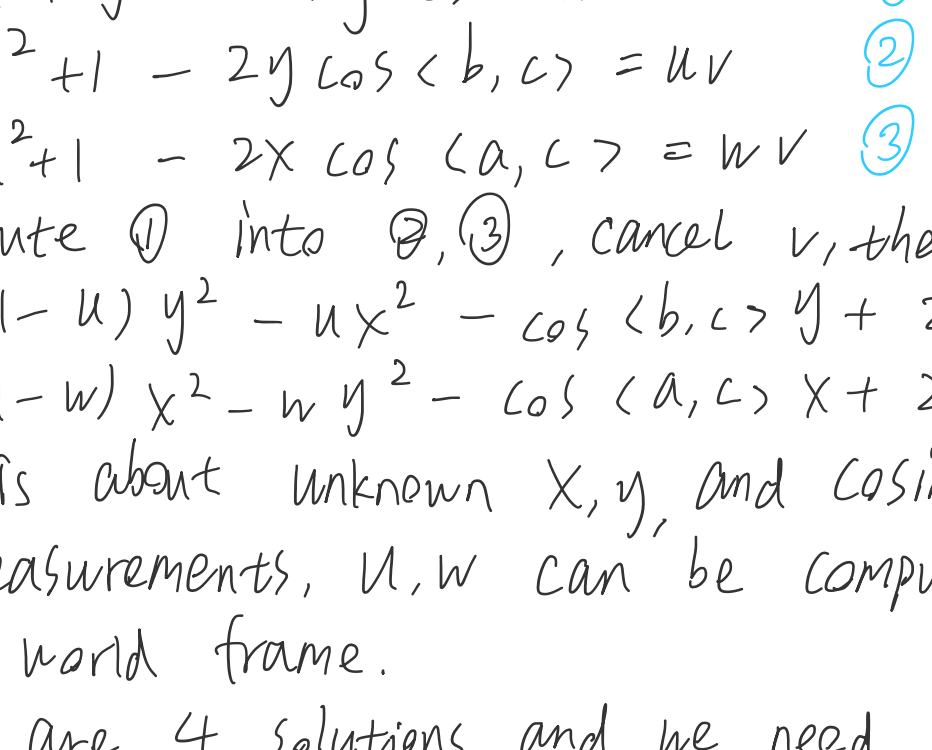 ² +1 − 2y cos<b, c> = uv ②
²+1 − 2x cos <a, c> = wv ③
ute ① into ②, ③, cancel v, the
1− u) y² − ux² − cos <b, c> y +
− w) x² − w y² − cos <a, c> x + 2
is about unknown x, y, and cosi
easurements, u, w can be compu
world frame.
are 4 solutions and we need